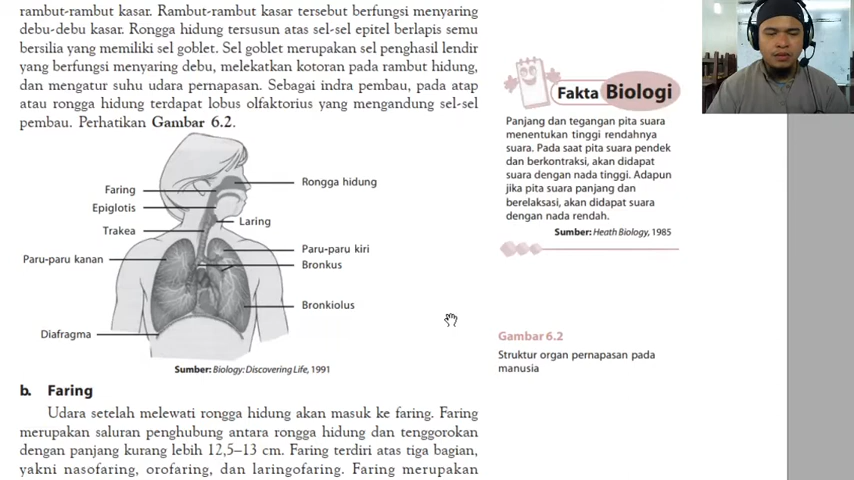 rambut-rambut kasar. Rambut-rambut kasar tersebut berfungsi menyaring
debu-debu kasar. Rongga hidung tersusun atas sel-sel epitel berlapis semu
bersilia yang memiliki sel goblet. Sel goblet merupakan sel penghasil lendir
yang berfungsi menyaring debu, melekatkan kotoran pada rambut hidung,
dan mengatur suhu udara pernapasan. Sebagai indra pembau, pada atap
atau rongga hidung terdapat lobus olfaktorius yang mengandung sel-sel
pembau. Perhatikan Gambar 6.2.
Faring
Epiglotis
Trakea
Paru-paru kanan
Diafragma
Rongga hidung
Laring
Paru-paru kiri
Bronkus
Bronkiolus
Sumber: Biology: Discovering Life, 1991
b. Faring
Udara setelah melewati rongga hidung akan masuk ke faring. Faring
merupakan saluran penghubung antara rongga hidung dan tenggorokan
dengan panjang kurang lebih 12,5–13 cm. Faring terdiri atas tiga bagian,
yakni nasofaring, orofaring, dan laringofaring. Faring merupakan
Fakta Biologi
Panjang dan tegangan pita suara
menentukan tinggi rendahnya
suara. Pada saat pita suara pendek
dan berkontraksi, akan didapat
suara dengan nada tinggi. Adapun
jika pita suara panjang dan
berelaksasi, akan didapat suara
dengan nada rendah.
Sumber: Heath Biology, 1985
Gambar 6.2
Struktur organ pernapasan pada
manusia